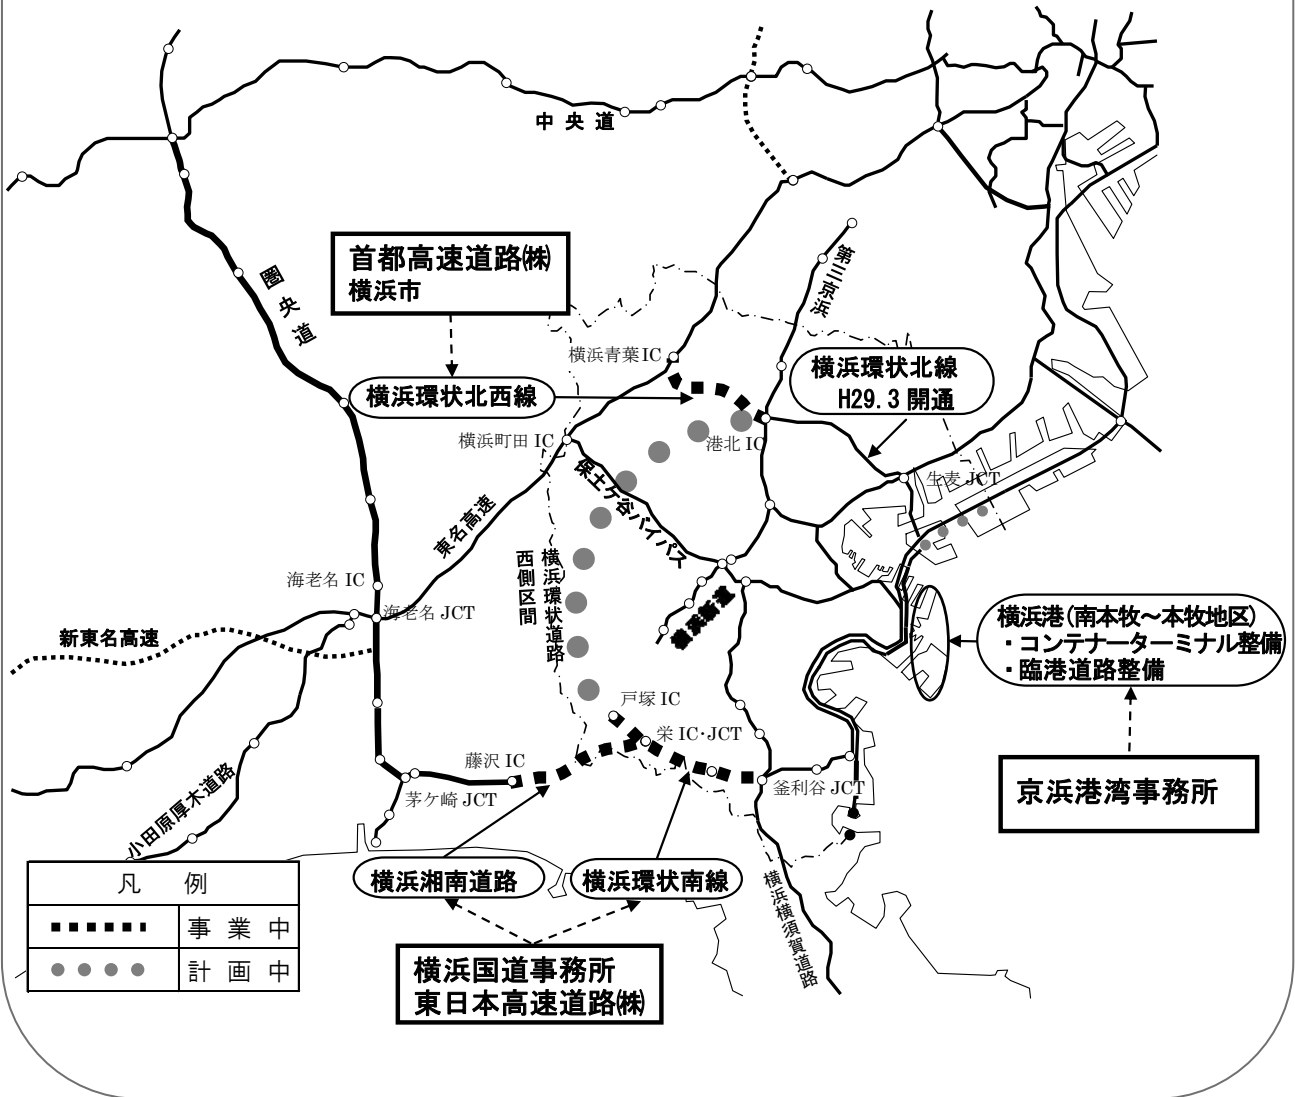 中央道
首都高速道路㈱
横浜市
圏央道
第三京浜
横浜青葉IC
横浜環状北線
H29.3 開通
横浜環状北西線
横浜町田IC
港北IC
生麦JCT
保土ケ谷バイパス
東名高速
横浜環状道路
西側区間
海老名IC
海老名JCT
新東名高速
横浜新道
横浜港(南本牧～本牧地区)
・コンテナーターミナル整備
・臨港道路整備
戸塚IC
栄IC・JCT
藤沢IC
茅ケ崎JCT
釜利谷JCT
京浜港湾事務所
小田原厚木道路
横浜湘南道路
横浜環状南線
横浜横須賀道路
凡例
事業中
計画中
横浜国道事務所
東日本高速道路㈱